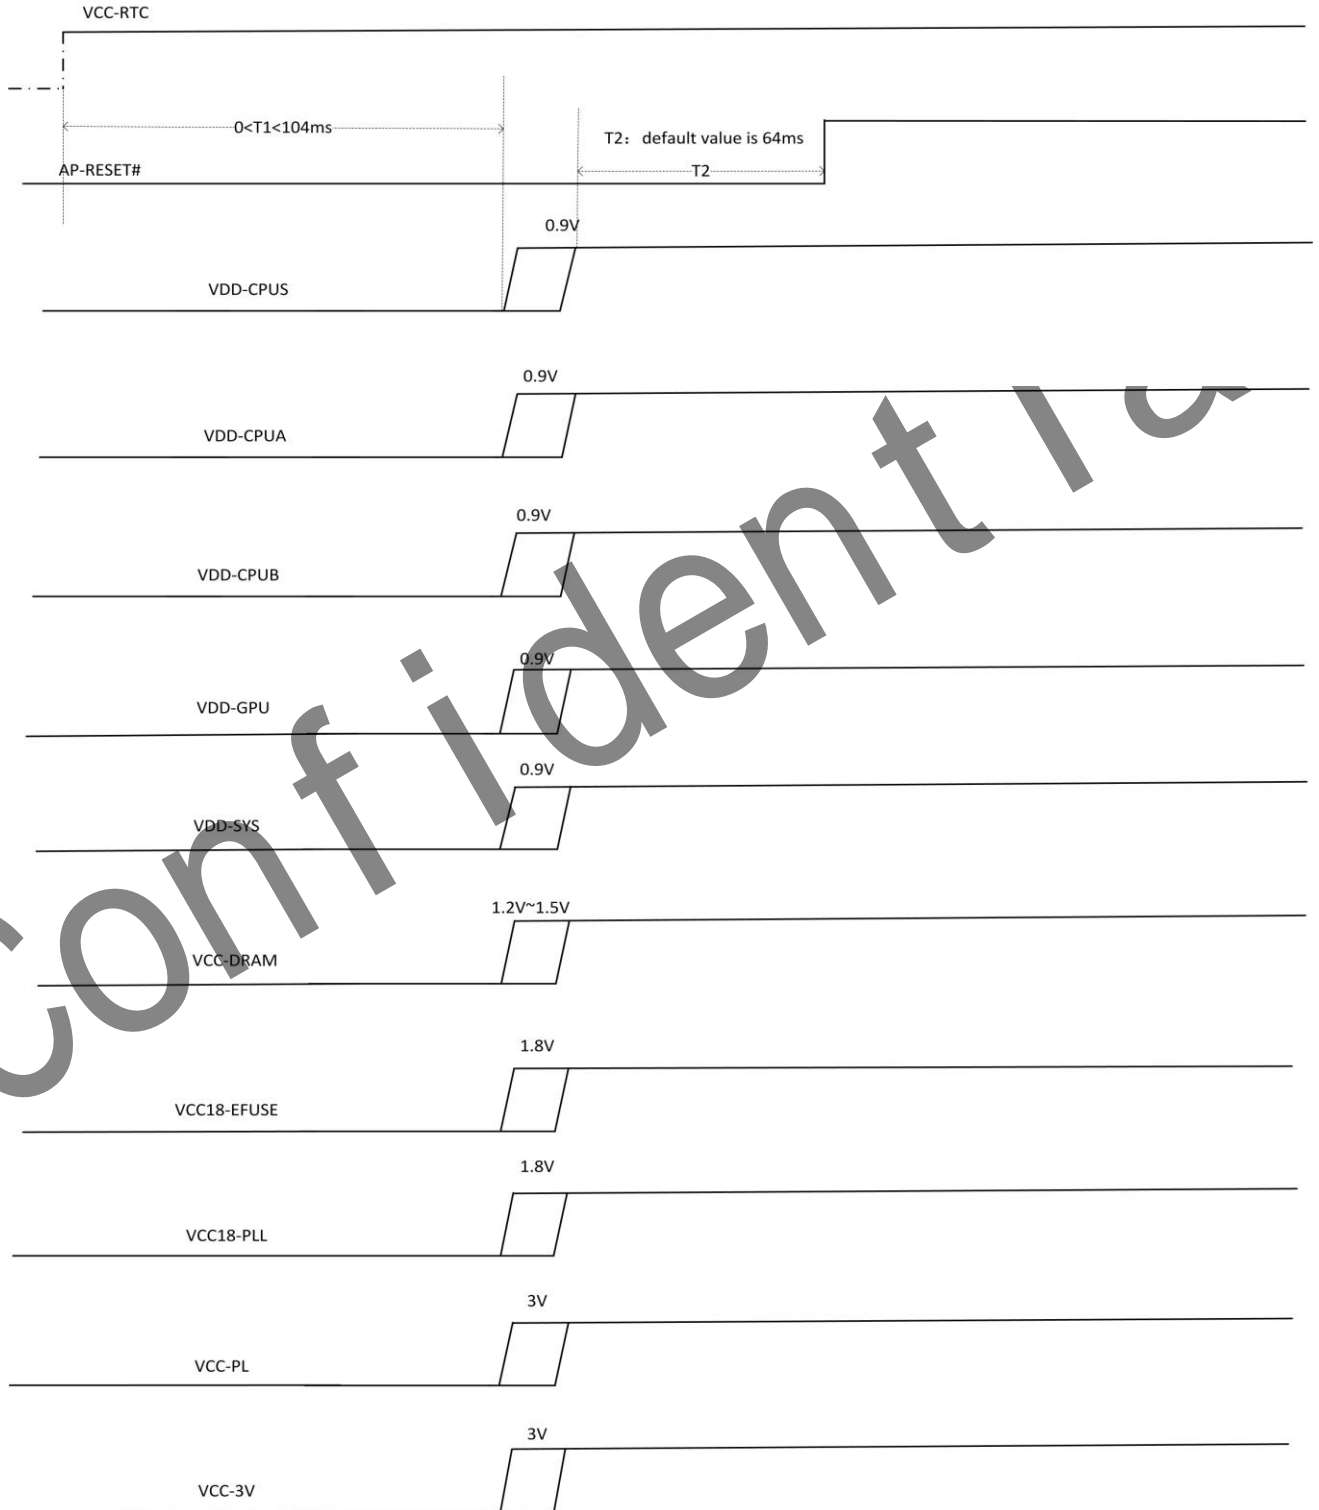 VCC-RTC
0<T1<104ms
T2: default value is 64ms
AP-RESET#
T2
0.9V
VDD-CPUS
0.9V
VDD-CPUA
0.9V
VDD-CPUB
0.9V
VDD-GPU
0.9V
VDD-SYS
1.2V~1.5V
VCC-DRAM
1.8V
VCC18-EFUSE
1.8V
VCC18-PLL
3V
VCC-PL
3V
VCC-3V
Confidentia